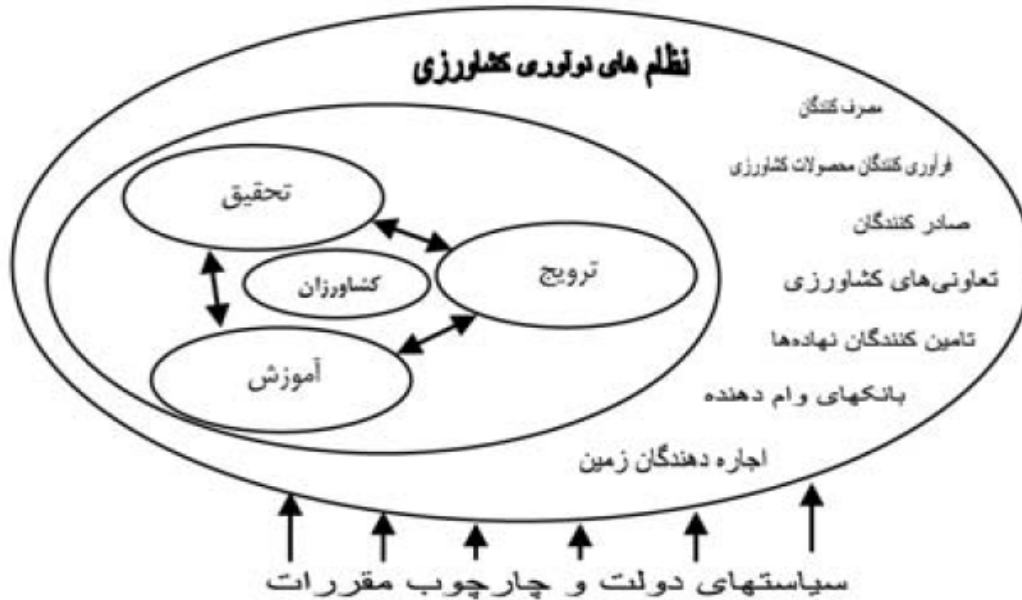 نظام های نوآوری کشاورزی
مصرف کنندگان
فرآوری کنندگان محصولات کشاورزی
صادر کنندگان
تعاونی‌های کشاورزی
تامین کنندگان نهاده‌ها
بانکهای وام دهنده
اجاره دهندگان زمین
تحقیق
ترویج
کشاورزان
آموزش
سیاستهای دولت و چارچوب مقررات